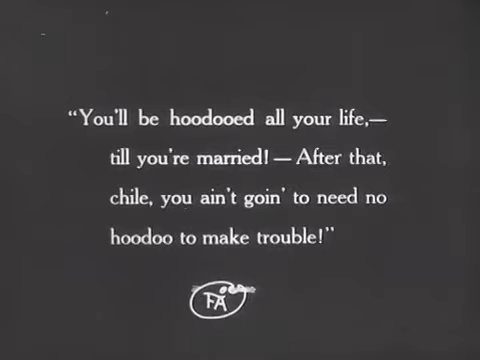 "You'll be hoodooed all your life,—
till you're married! — After that,
chile, you ain't goin' to need no
hoodoo to make trouble!"
FA